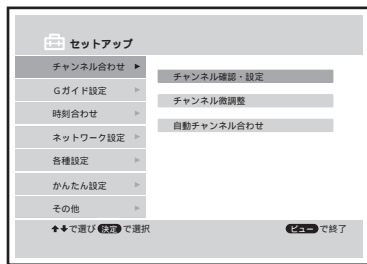 セットアップ
チャンネル合わせ
Gガイド設定
時刻合わせ
ネットワーク設定
各種設定
かんたん設定
その他
チャンネル確認・設定
チャンネル微調整
自動チャンネル合わせ
で選び 決定 で選択
ビュー で終了